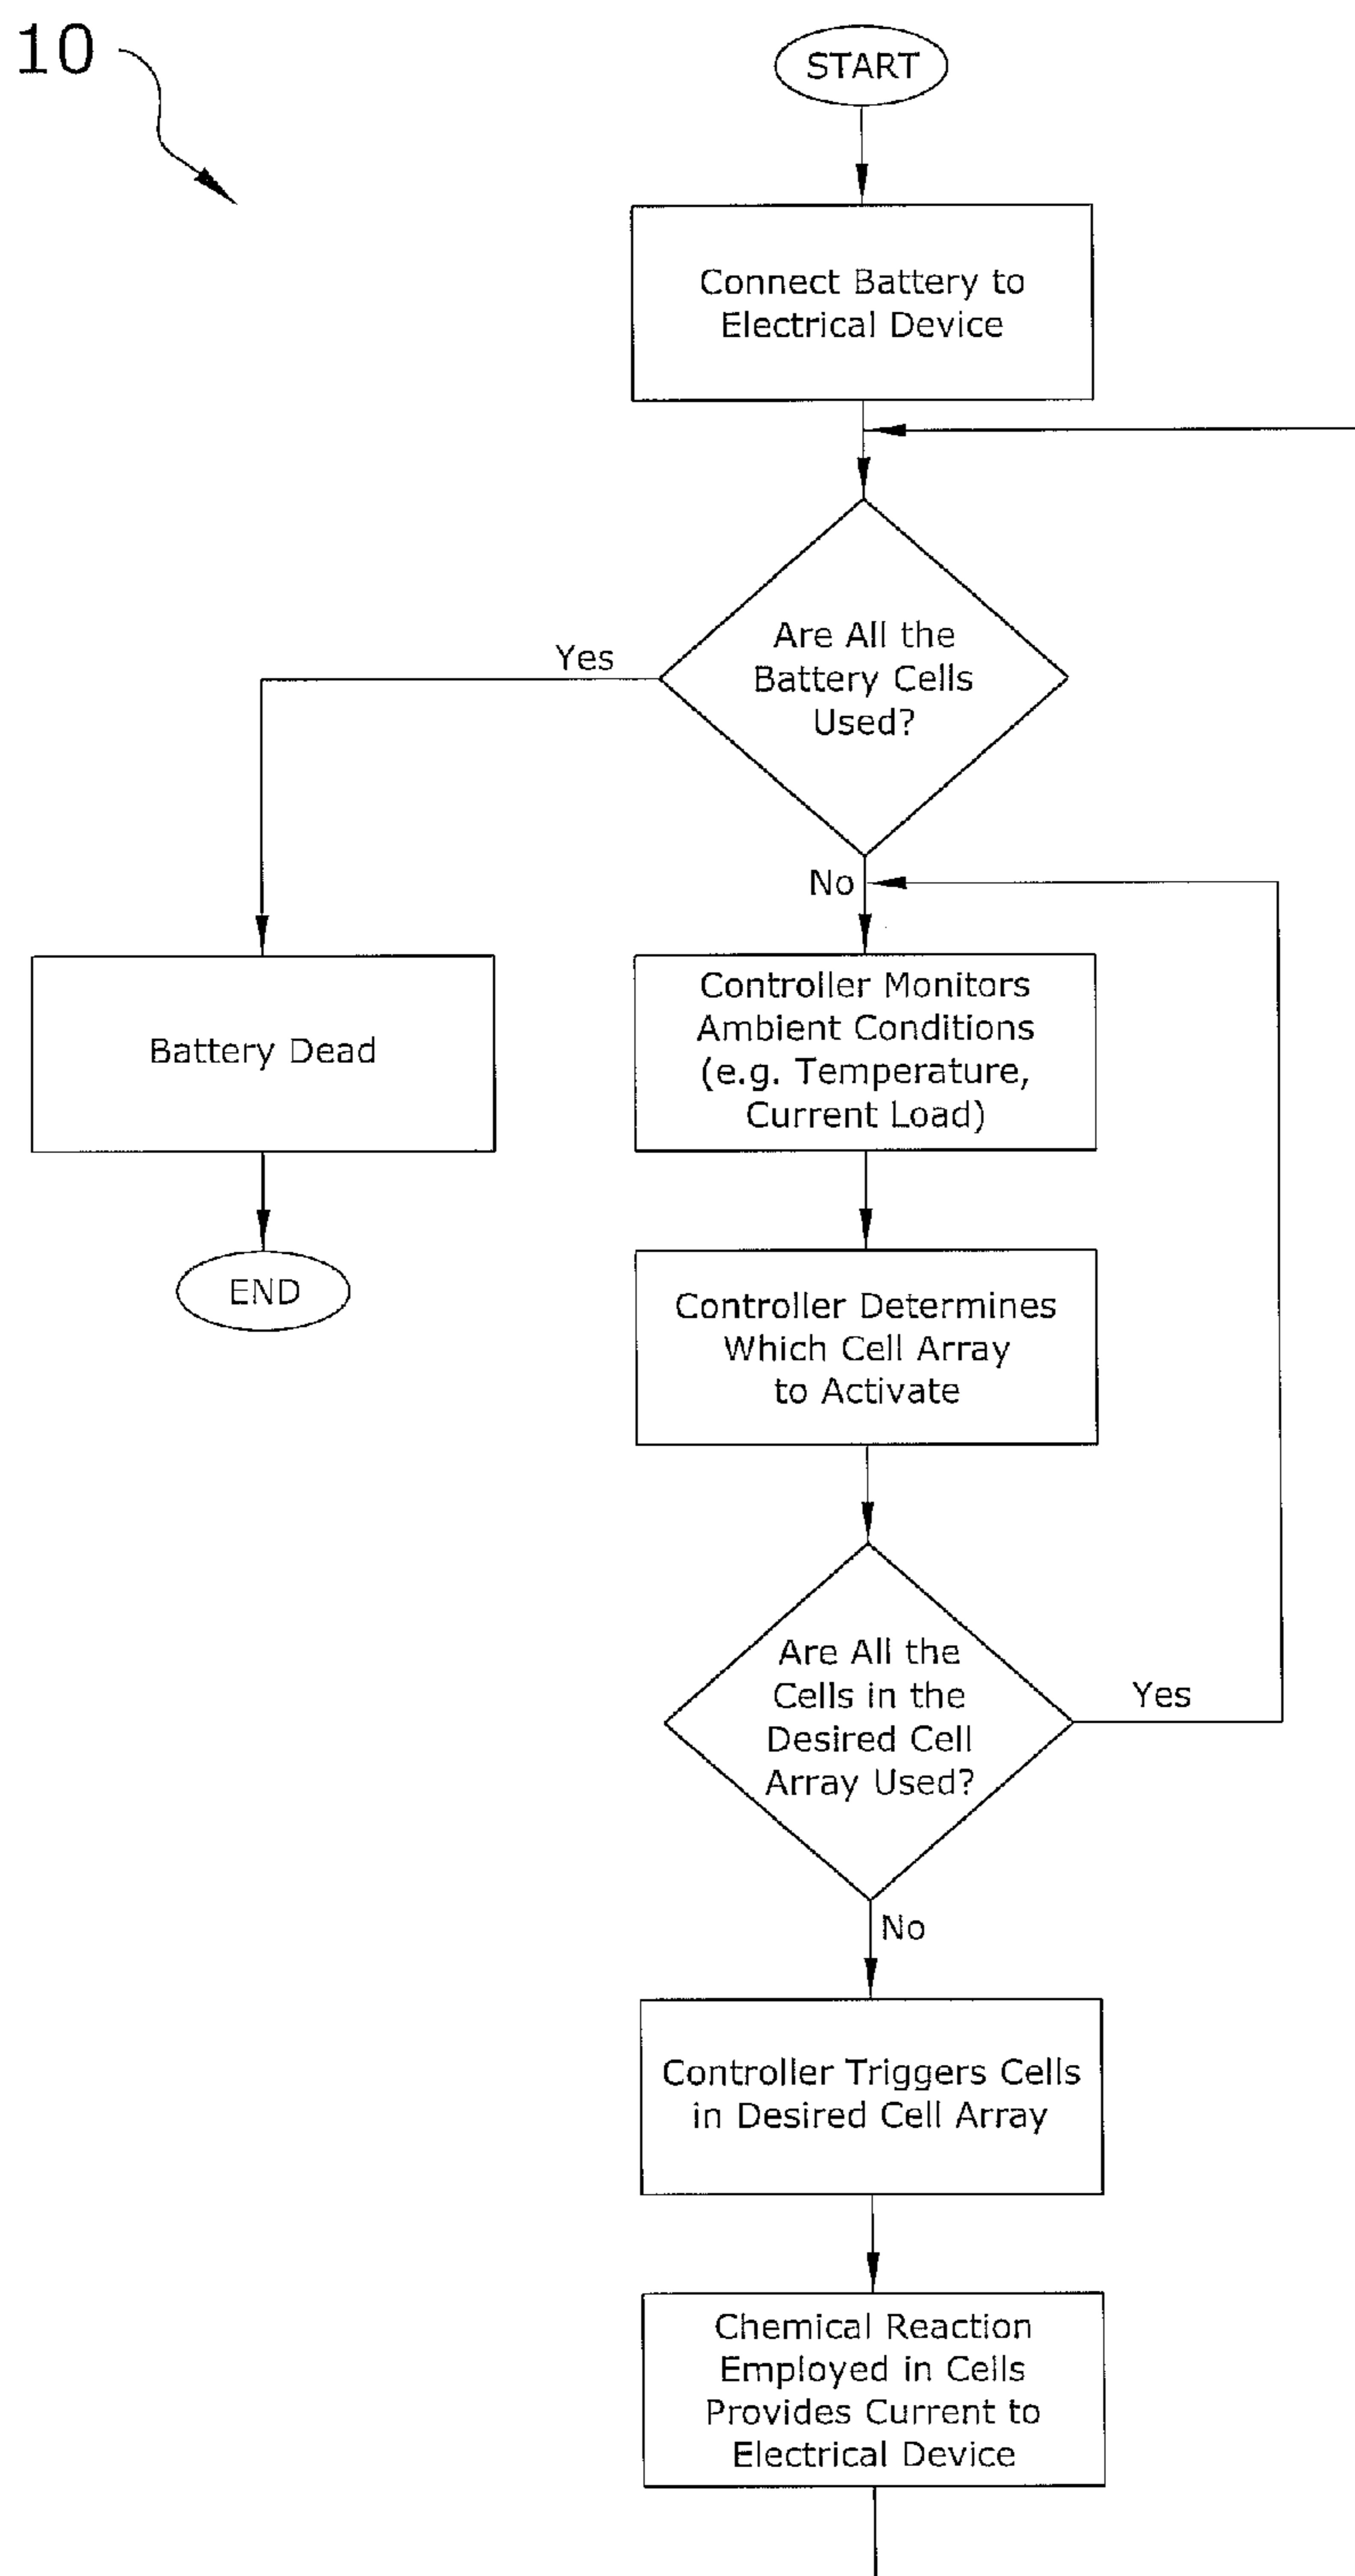 10
START
Connect Battery to
Electrical Device
Are All the
Battery Cells
Used?
Yes
No
Battery Dead
END
Controller Monitors
Ambient Conditions
(e.g. Temperature,
Current Load)
Controller Determines
Which Cell Array
to Activate
Are All the
Cells in the
Desired Cell
Array Used?
Yes
No
Controller Triggers Cells
in Desired Cell Array
Chemical Reaction
Employed in Cells
Provides Current to
Electrical Device